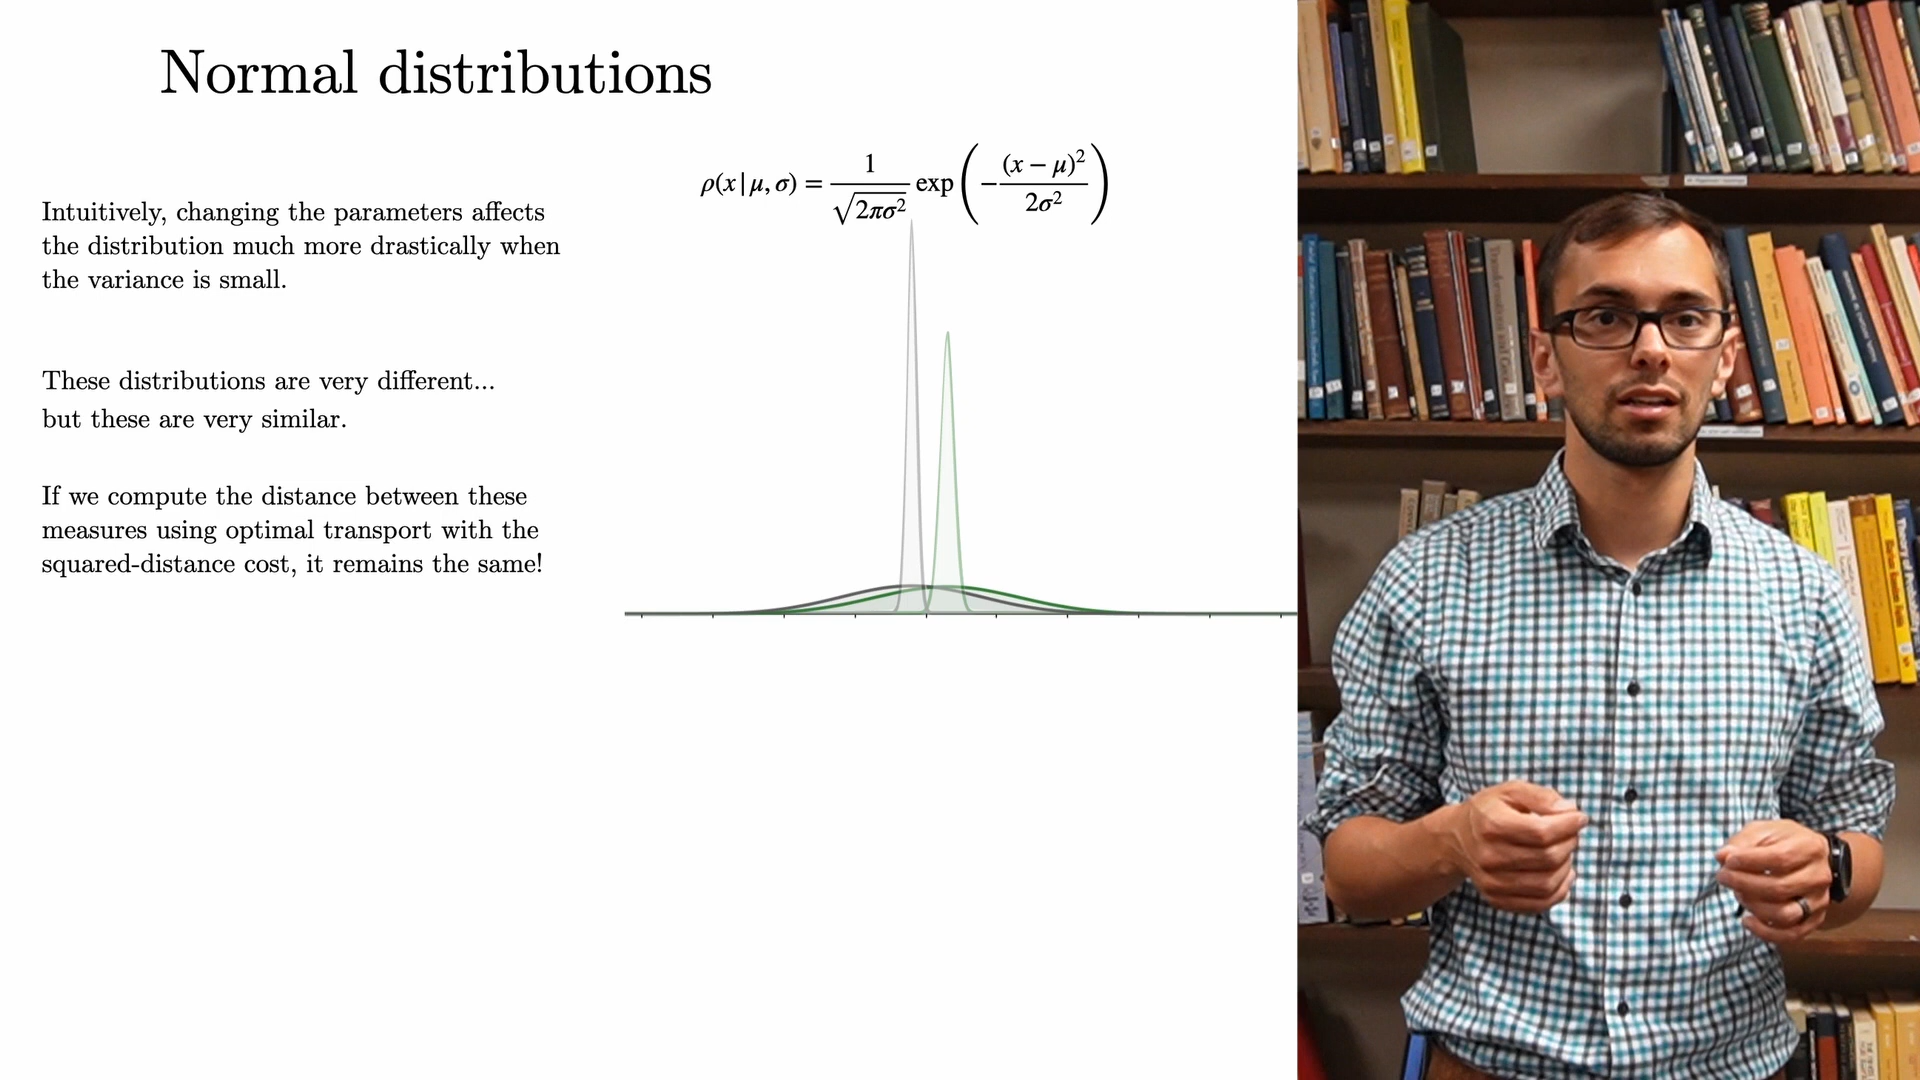 Normal distributions
ρ(x|μ, σ) = 1/√(2πσ²) exp(−(x − μ)²/2σ²)
Intuitively, changing the parameters affects
the distribution much more drastically when
the variance is small.
These distributions are very different...
but these are very similar.
If we compute the distance between these
measures using optimal transport with the
squared-distance cost, it remains the same!